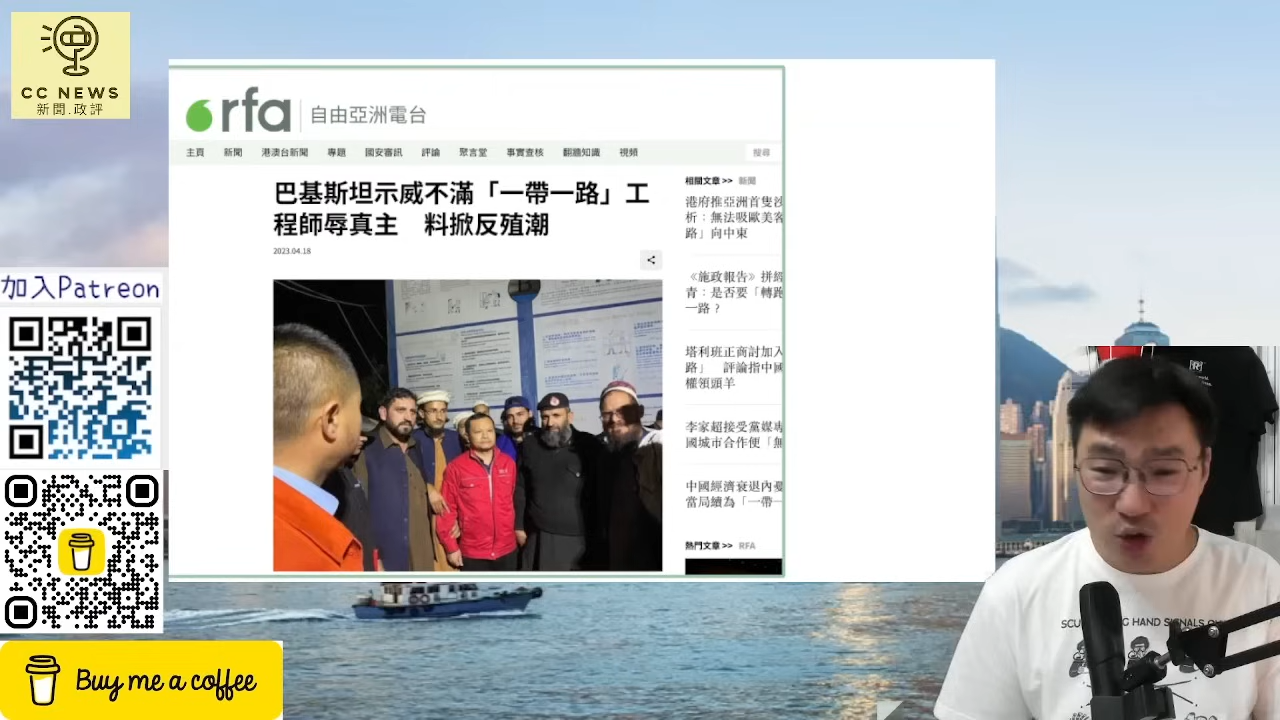 CC NEWS
新聞.政評
rfa 自由亞洲電台
主頁 新聞 港澳台新聞 專題 國安審訊 評論 聚言堂 事實查核 翻牆知識 視頻 搜尋
巴基斯坦示威不滿「一帶一路」工
程師辱真主 料掀反殖潮
2023.04.18
相關文章 >> 新聞
港府推亞洲首隻沙
析：無法吸歐美客
路」向中東
《施政報告》拼經
青：是否要「轉跑
一路？
塔利班正商討加入
路」 評論指中國
權領頭羊
李家超接受黨媒專
國城市合作便「無
中國經濟衰退內憂
當局續為「一帶一
熱門文章 >> RFA
加入Patreon
Buy me a coffee
HAND SIGNALS